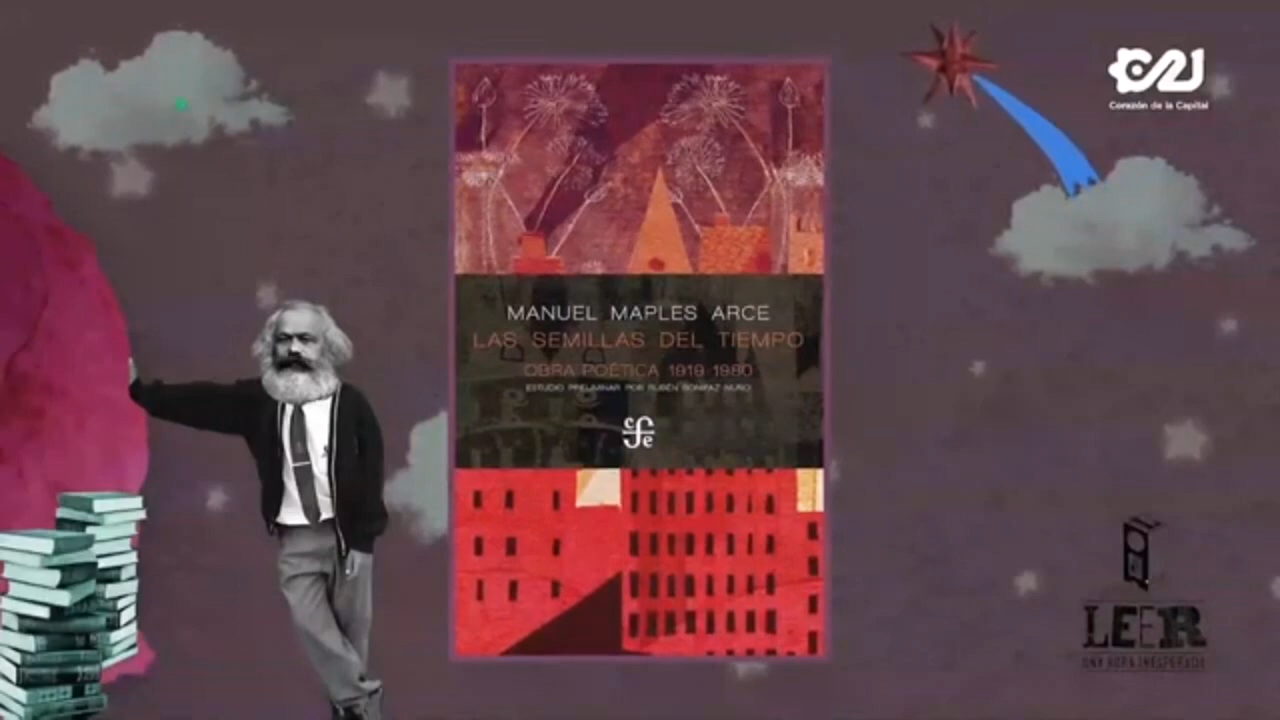 Corazón de la Capital
MANUEL MAPLES ARCE
LAS SEMILLAS DEL TIEMPO
OBRA POÉTICA 1919-1980
ESTUDIO PRELIMINAR POR RUBÉN BONIFAZ NUÑO
cfe
LEER
UNA HORA INESPERADA